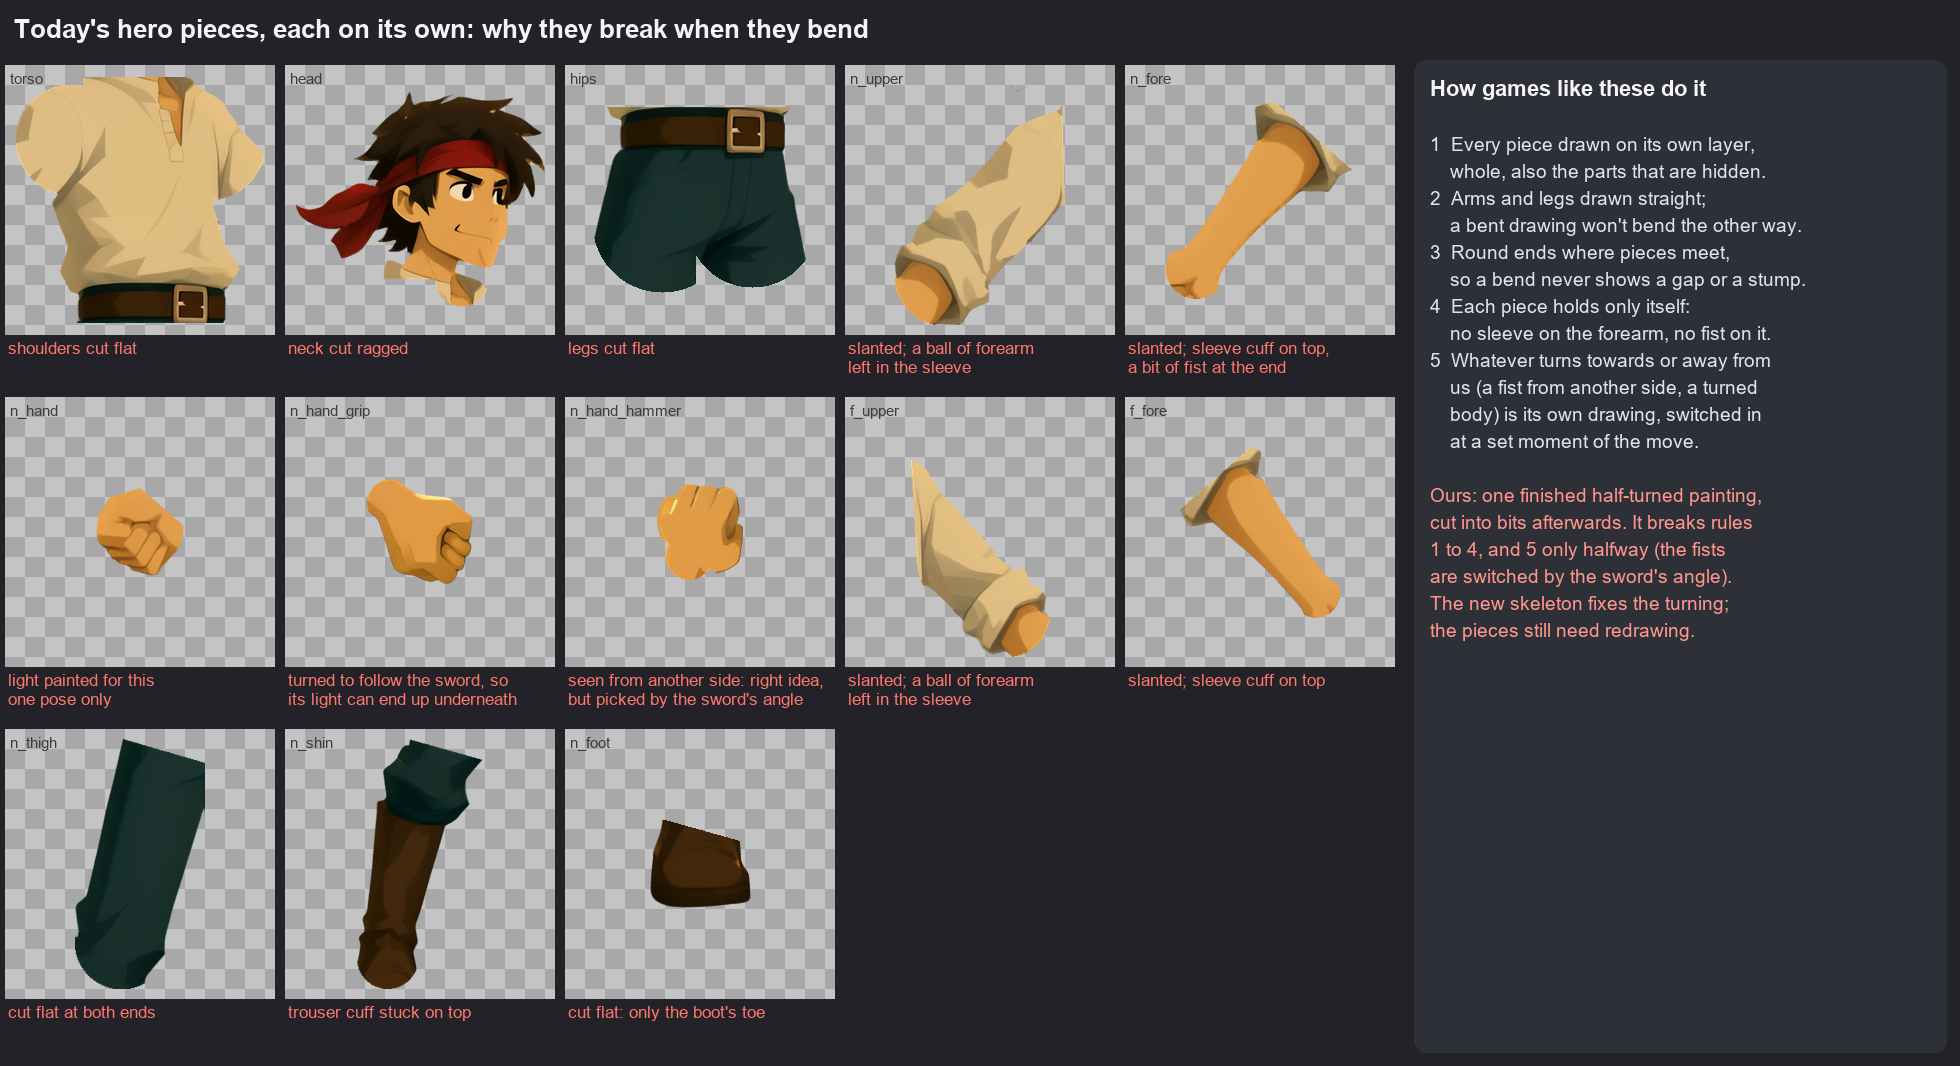 Today's hero pieces, each on its own: why they break when they bend
torso
shoulders cut flat
head
neck cut ragged
hips
legs cut flat
n_upper
slanted; a ball of forearm
left in the sleeve
n_fore
slanted; sleeve cuff on top,
a bit of fist at the end
n_hand
light painted for this
one pose only
n_hand_grip
turned to follow the sword, so
its light can end up underneath
n_hand_hammer
seen from another side: right idea,
but picked by the sword's angle
f_upper
slanted; a ball of forearm
left in the sleeve
f_fore
slanted; sleeve cuff on top
n_thigh
cut flat at both ends
n_shin
trouser cuff stuck on top
n_foot
cut flat: only the boot's toe
How games like these do it
1 Every piece drawn on its own layer,
whole, also the parts that are hidden.
2 Arms and legs drawn straight;
a bent drawing won't bend the other way.
3 Round ends where pieces meet,
so a bend never shows a gap or a stump.
4 Each piece holds only itself:
no sleeve on the forearm, no fist on it.
5 Whatever turns towards or away from
us (a fist from another side, a turned
body) is its own drawing, switched in
at a set moment of the move.
Ours: one finished half-turned painting,
cut into bits afterwards. It breaks rules
1 to 4, and 5 only halfway (the fists
are switched by the sword's angle).
The new skeleton fixes the turning;
the pieces still need redrawing.